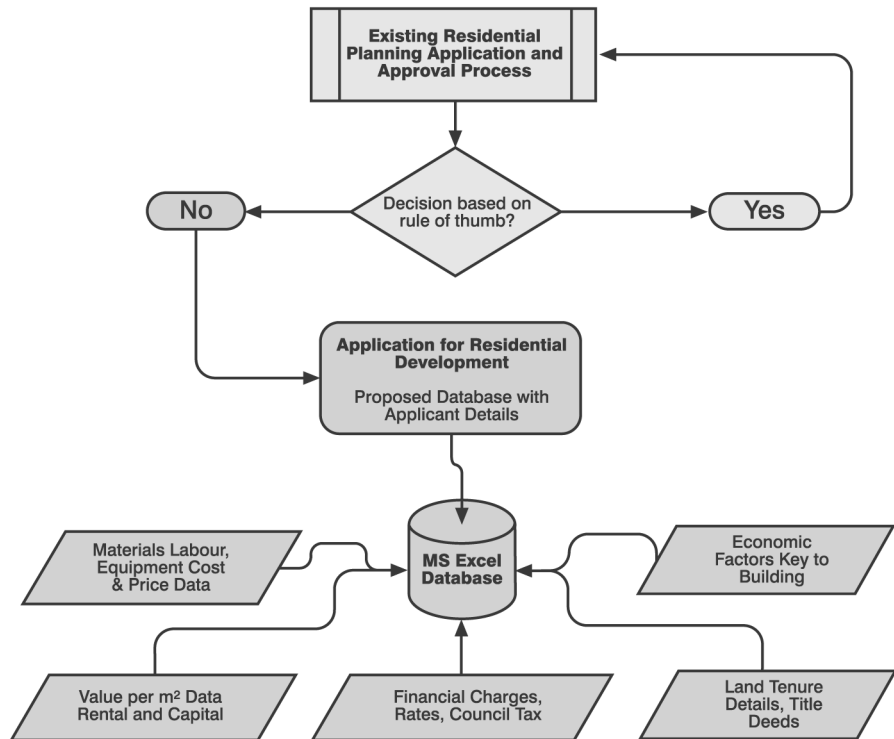 Existing Residential
Planning Application and
Approval Process
Decision based on
rule of thumb?
No
Yes
Application for Residential
Development
Proposed Database with
Applicant Details
MS Excel
Database
Materials Labour,
Equipment Cost
& Price Data
Economic
Factors Key to
Building
Value per m² Data
Rental and Capital
Financial Charges,
Rates, Council Tax
Land Tenure
Details, Title
Deeds